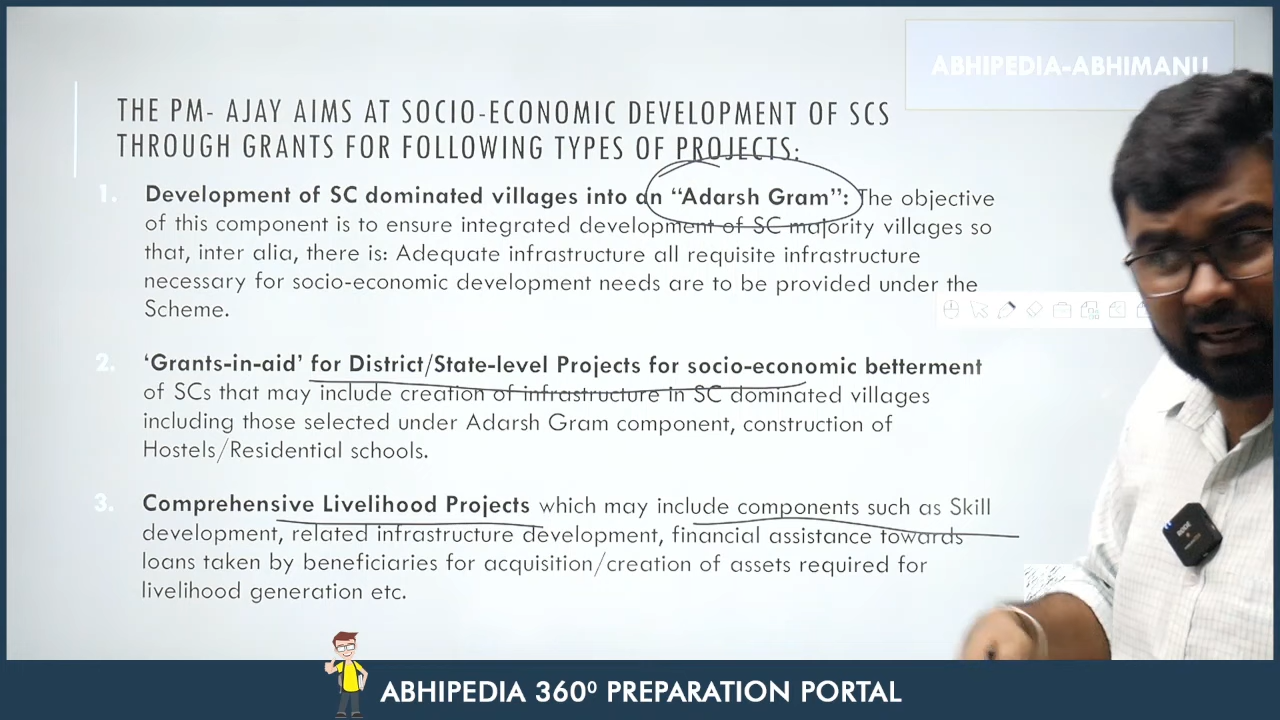 ABHIPEDIA-ABHIMANU
THE PM- AJAY AIMS AT SOCIO-ECONOMIC DEVELOPMENT OF SCS
THROUGH GRANTS FOR FOLLOWING TYPES OF PROJECTS:
1. Development of SC dominated villages into an “Adarsh Gram”: The objective
of this component is to ensure integrated development of SC majority villages so
that, inter alia, there is: Adequate infrastructure all requisite infrastructure
necessary for socio-economic development needs are to be provided under the
Scheme.
2. ‘Grants-in-aid’ for District/State-level Projects for socio-economic betterment
of SCs that may include creation of infrastructure in SC dominated villages
including those selected under Adarsh Gram component, construction of
Hostels/Residential schools.
3. Comprehensive Livelihood Projects which may include components such as Skill
development, related infrastructure development, financial assistance towards
loans taken by beneficiaries for acquisition/creation of assets required for
livelihood generation etc.
RODE
ABHIPEDIA 360⁰ PREPARATION PORTAL